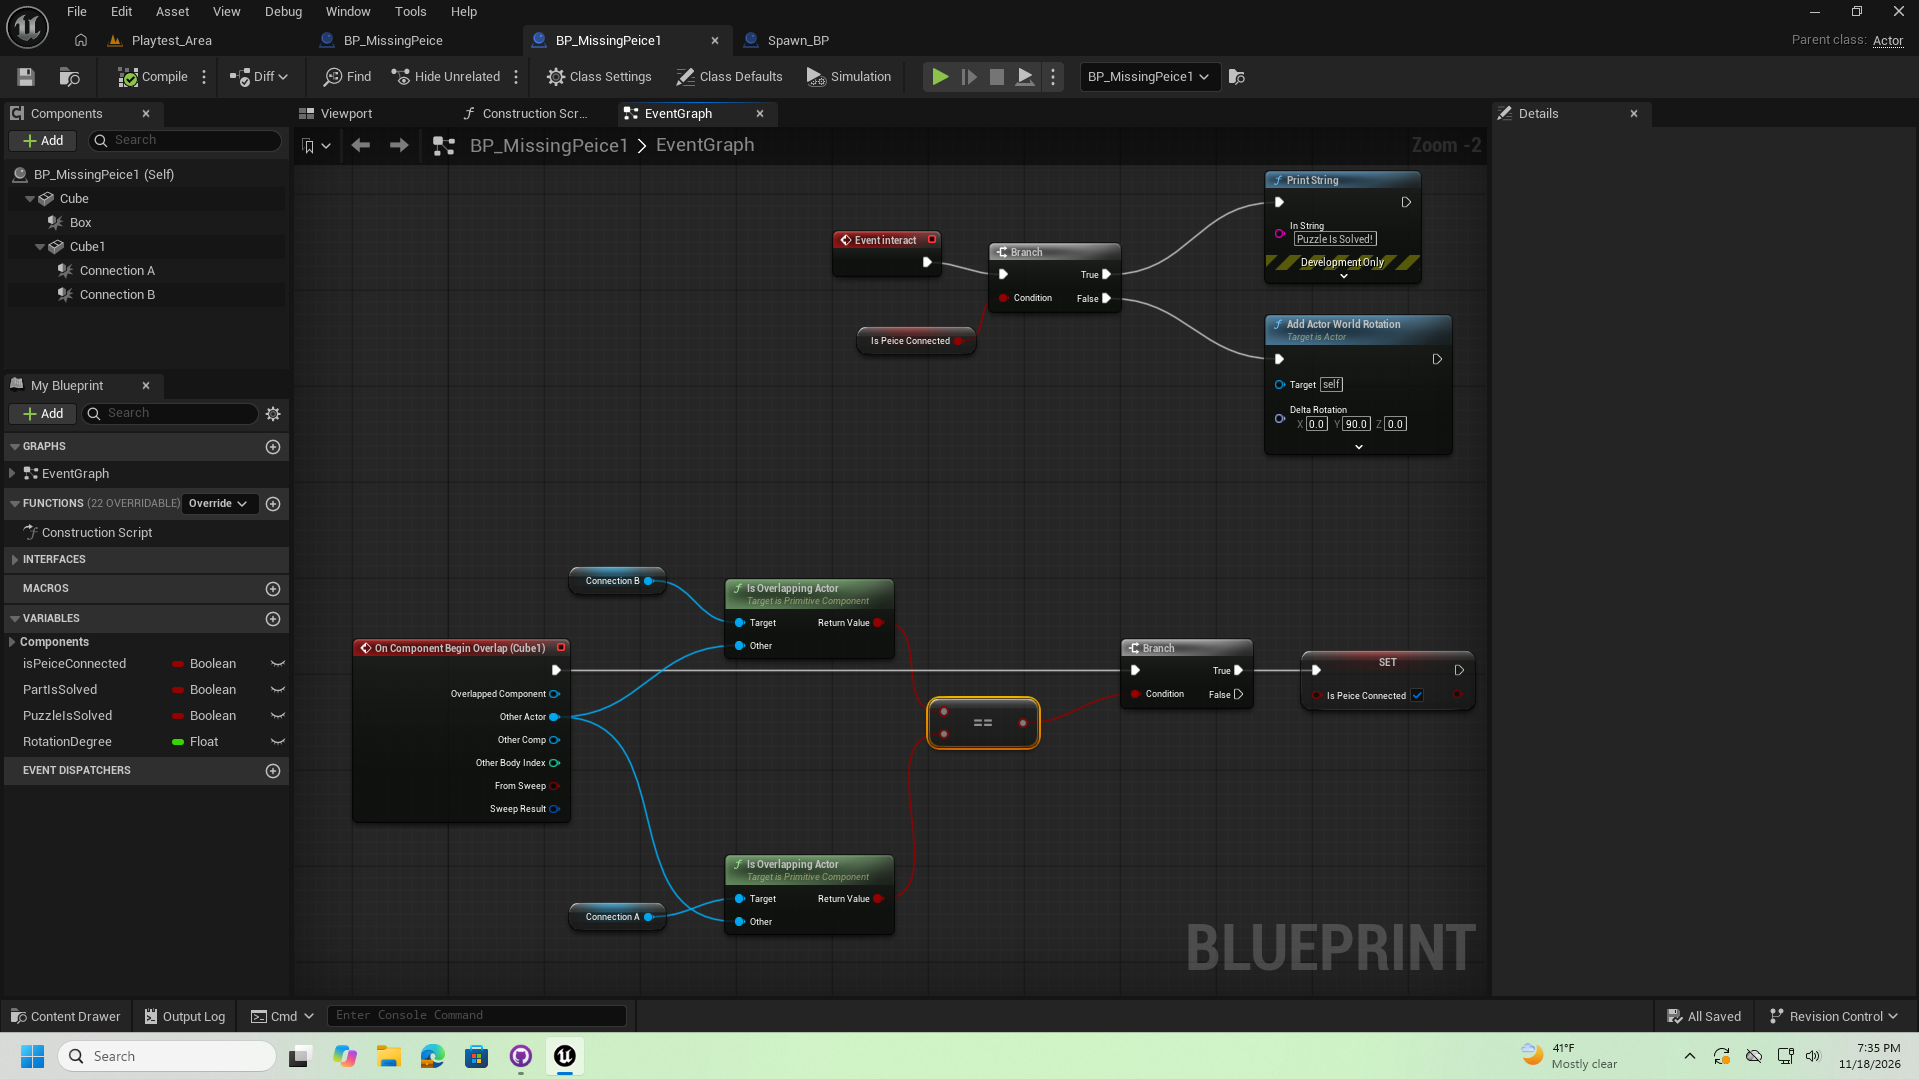 File Edit Asset View Debug Window Tools Help
Playtest_Area BP_MissingPeice BP_MissingPeice1 Spawn_BP
Parent class: Actor
Compile Diff Find Hide Unrelated Class Settings Class Defaults Simulation BP_MissingPeice1
Components
Add Search
BP_MissingPeice1 (Self)
Cube
Box
Cube1
Connection A
Connection B
My Blueprint
Add Search
GRAPHS
EventGraph
FUNCTIONS (22 OVERRIDABLE) Override
Construction Script
INTERFACES
MACROS
VARIABLES
Components
isPeiceConnected Boolean
PartIsSolved Boolean
PuzzleIsSolved Boolean
RotationDegree Float
EVENT DISPATCHERS
Viewport Construction Scr... EventGraph
BP_MissingPeice1 > EventGraph
Zoom -2
Print String
In String
Puzzle Is Solved!
Development Only
Event interact
Branch
True
Condition False
Is Peice Connected
Add Actor World Rotation
Target is Actor
Target self
Delta Rotation
X 0.0 Y 90.0 Z 0.0
Connection B
Is Overlapping Actor
Target is Primitive Component
Target Return Value
Other
On Component Begin Overlap (Cube1)
Overlapped Component
Other Actor
Other Comp
Other Body Index
From Sweep
Sweep Result
==
Branch
True
Condition False
SET
Is Peice Connected
Is Overlapping Actor
Target is Primitive Component
Target Return Value
Other
Connection A
BLUEPRINT
Details
Content Drawer Output Log Cmd Enter Console Command All Saved Revision Control
Search
41°F
Mostly clear
7:35 PM
11/18/2026